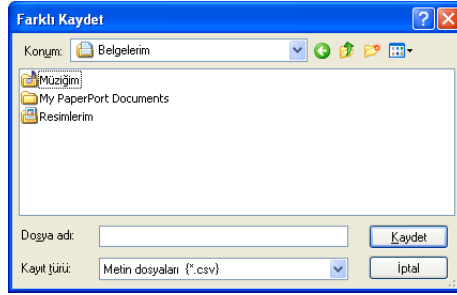 Farklı Kaydet
Konum: Belgelerim
Müziğim
My PaperPort Documents
Resimlerim
Dosya adı:
Kaydet
Kayıt türü: Metin dosyaları {*.csv}
İptal